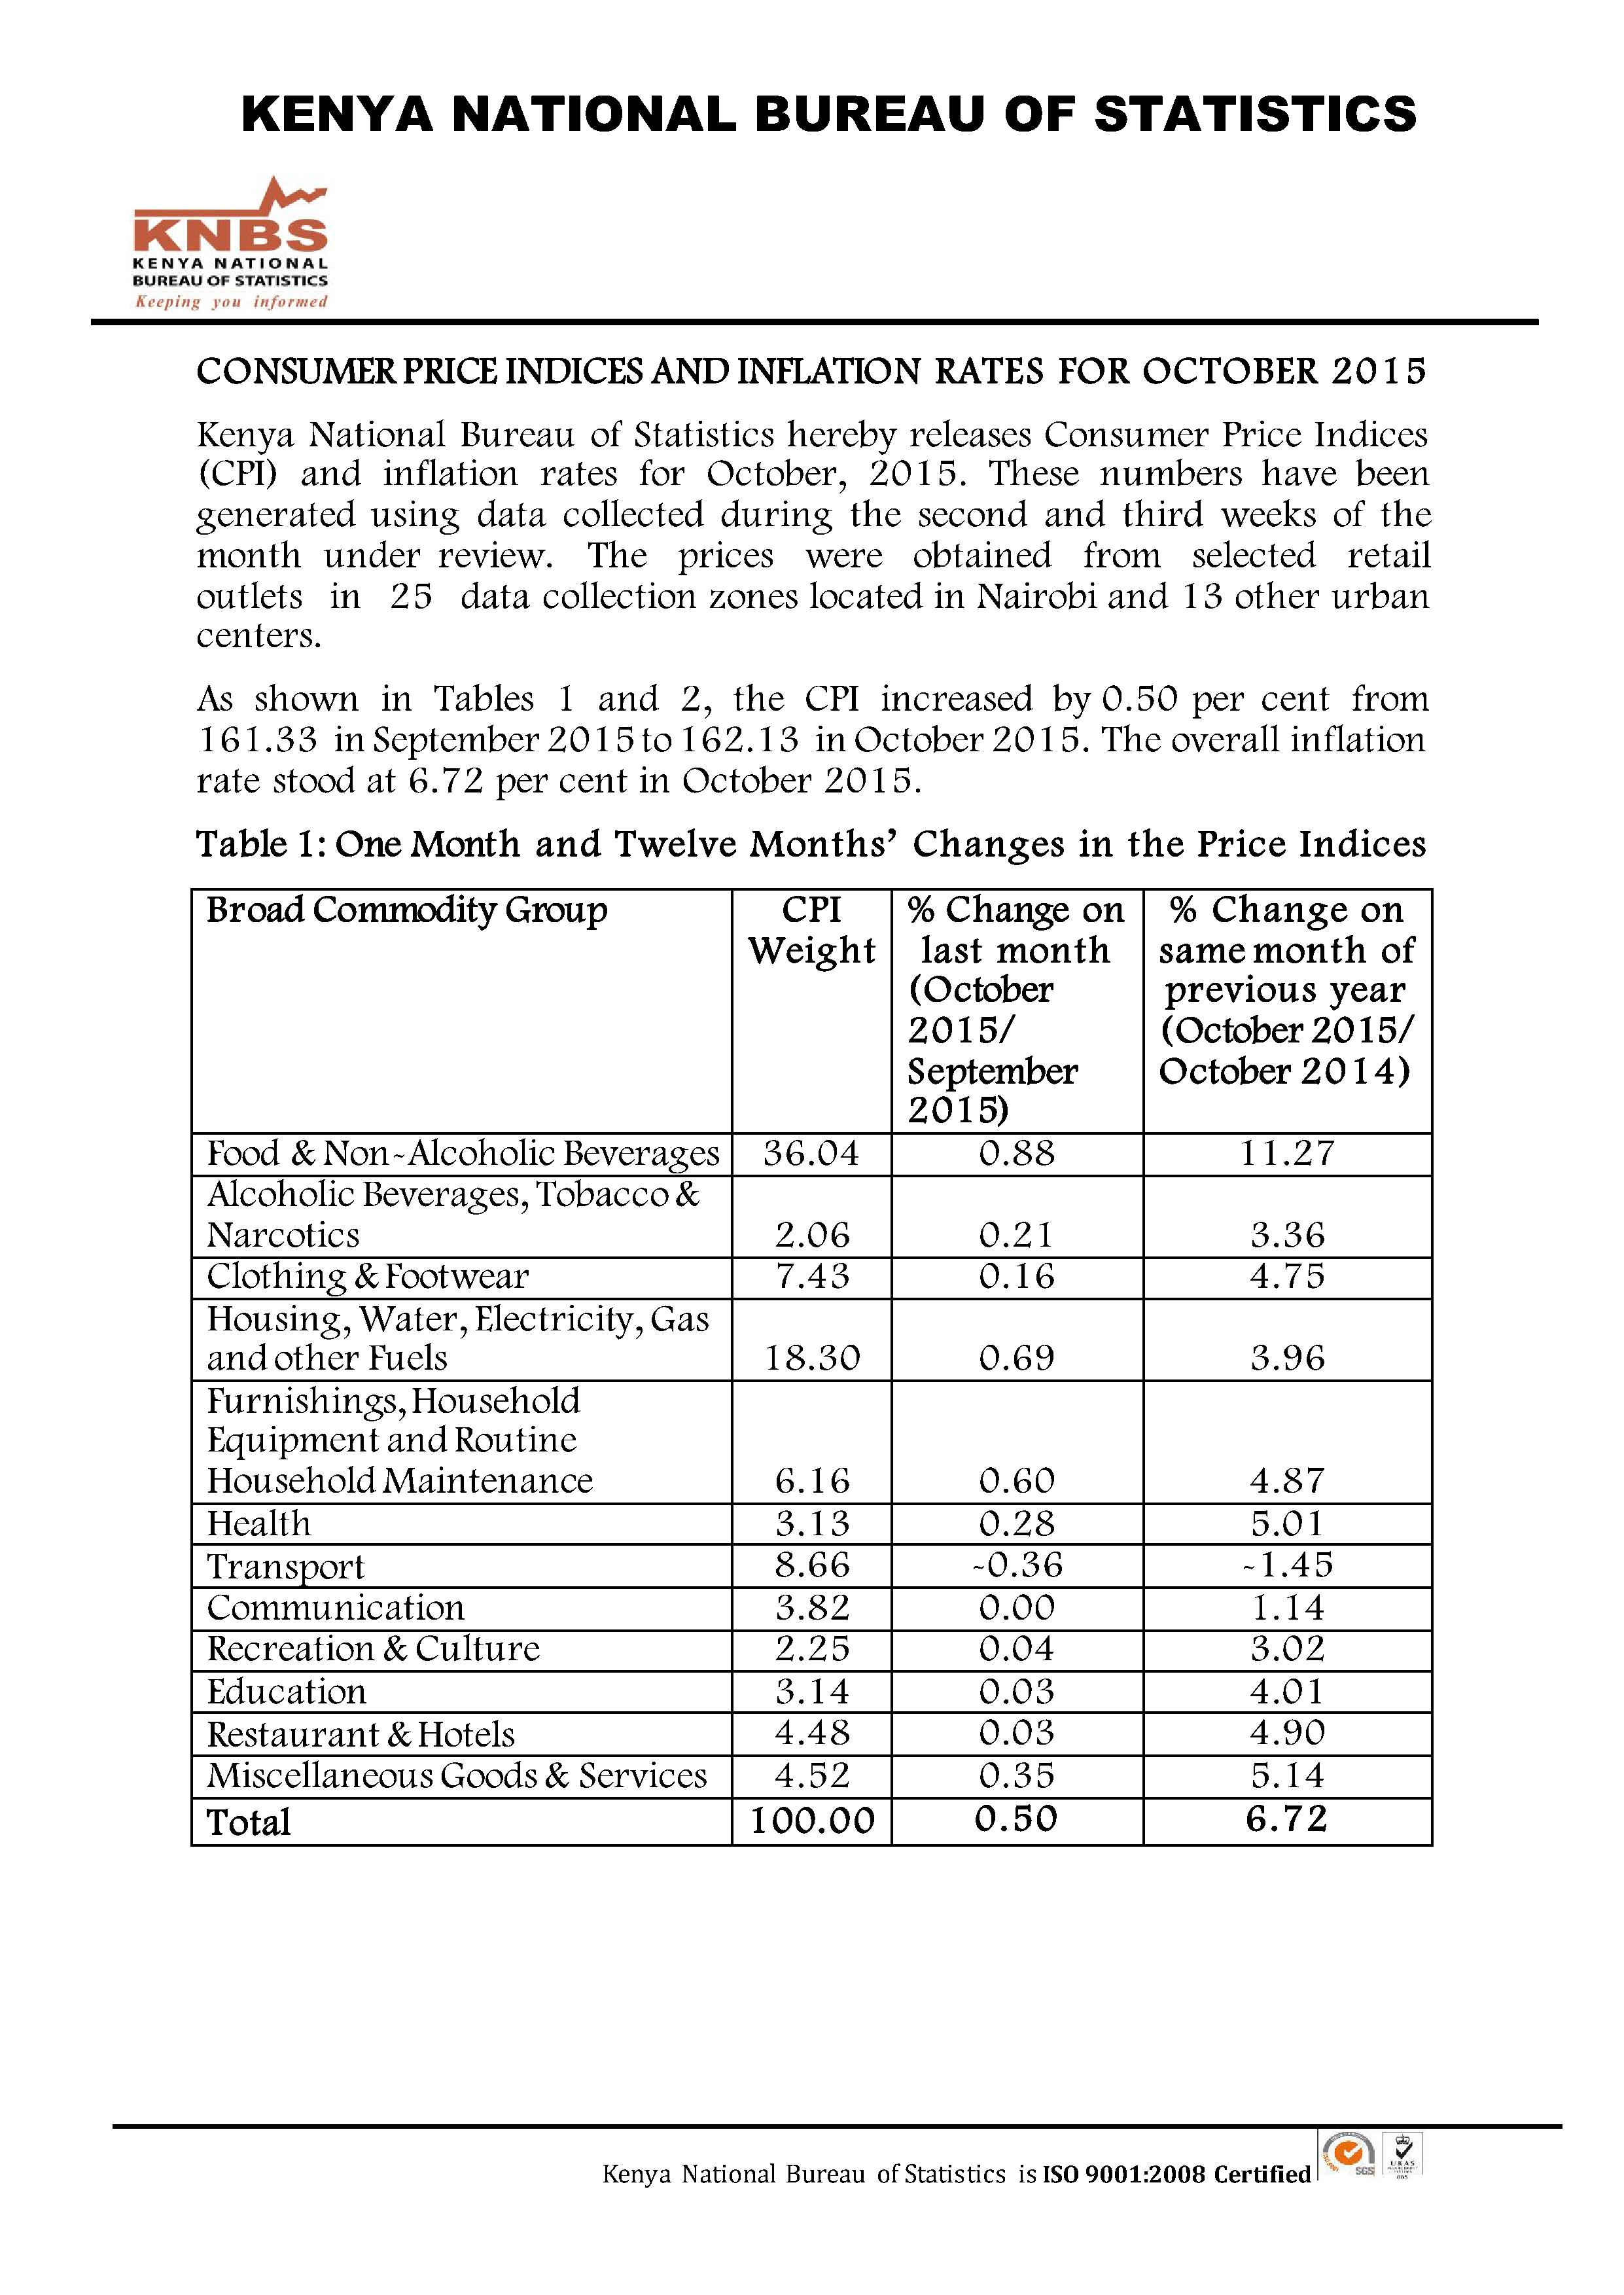 KENYA NATIONAL BUREAU OF STATISTICS
KNBS
KENYA NATIONAL
BUREAU OF STATISTICS
Keeping you informed
CONSUMER PRICE INDICES AND INFLATION RATES FOR OCTOBER 2015
Kenya National Bureau of Statistics hereby releases Consumer Price Indices
(CPI) and inflation rates for October, 2015. These numbers have been
generated using data collected during the second and third weeks of the
month under review. The prices were obtained from selected retail
outlets in 25 data collection zones located in Nairobi and 13 other urban
centers.
As shown in Tables 1 and 2, the CPI increased by 0.50 per cent from
161.33 in September 2015 to 162.13 in October 2015. The overall inflation
rate stood at 6.72 per cent in October 2015.
Table 1: One Month and Twelve Months’ Changes in the Price Indices
Broad Commodity Group CPI % Change on % Change on
Weight last month same month of
(October previous year
2015/ (October 2015/
September October 2014)
2015)
Food & Non-Alcoholic Beverages 36.04 0.88 11.27
Alcoholic Beverages, Tobacco &
Narcotics 2.06 0.21 3.36
Clothing & Footwear 7.43 0.16 4.75
Housing, Water, Electricity, Gas
and other Fuels 18.30 0.69 3.96
Furnishings, Household
Equipment and Routine
Household Maintenance 6.16 0.60 4.87
Health 3.13 0.28 5.01
Transport 8.66 -0.36 -1.45
Communication 3.82 0.00 1.14
Recreation & Culture 2.25 0.04 3.02
Education 3.14 0.03 4.01
Restaurant & Hotels 4.48 0.03 4.90
Miscellaneous Goods & Services 4.52 0.35 5.14
Total 100.00 0.50 6.72
Kenya National Bureau of Statistics is ISO 9001:2008 Certified
SGS
UKAS